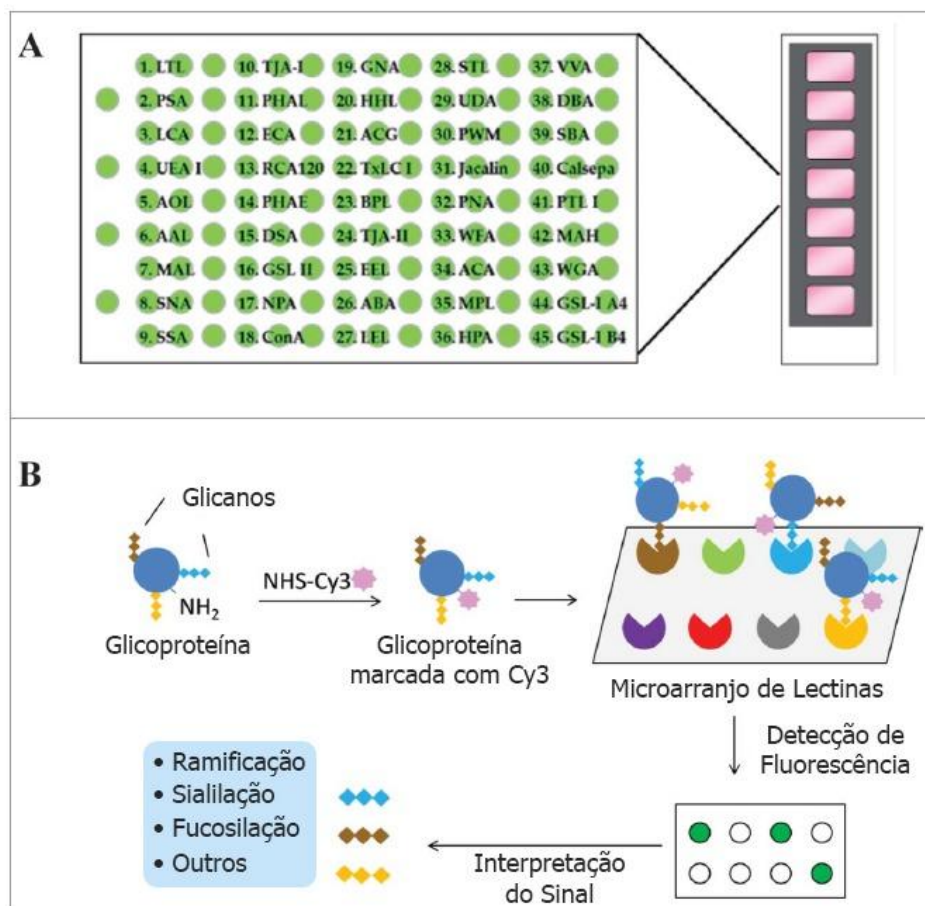 A
1. LTL 10. TJA-I 19. GNA 28. STL 37. VVA
2. PSA 11. PHAL 20. HHL 29. UDA 38. DBA
3. LCA 12. ECA 21. ACG 30. PWM 39. SBA
4. UEA I 13. RCA120 22. TxLC I 31. Jacalin 40. Calsepa
5. AOL 14. PHAE 23. BPL 32. PNA 41. PTL I
6. AAL 15. DSA 24. TJA-II 33. WFA 42. MAH
7. MAL 16. GSL II 25. EEL 34. ACA 43. WGA
8. SNA 17. NPA 26. ABA 35. MPL 44. GSL-I A4
9. SSA 18. ConA 27. LEL 36. HPA 45. GSL-I B4
B
Glicanos
NH2
Glicoproteína
NHS-Cy3
Glicoproteína
marcada com Cy3
Microarranjo de Lectinas
Detecção de
Fluorescência
Interpretação
do Sinal
• Ramificação
• Sialilação
• Fucosilação
• Outros